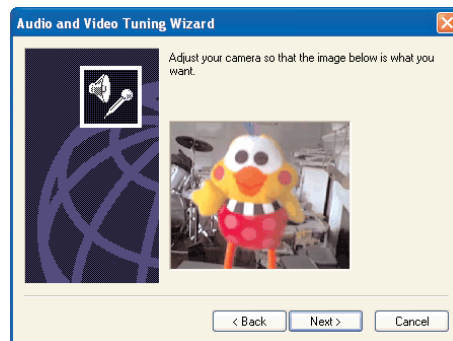 Audio and Video Tuning Wizard
Adjust your camera so that the image below is what you
want.
< Back
Next >
Cancel